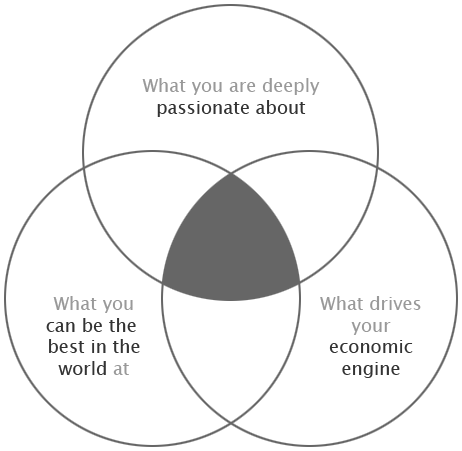 What you are deeply
passionate about
What you
can be the
best in the
world at
What drives
your
economic
engine